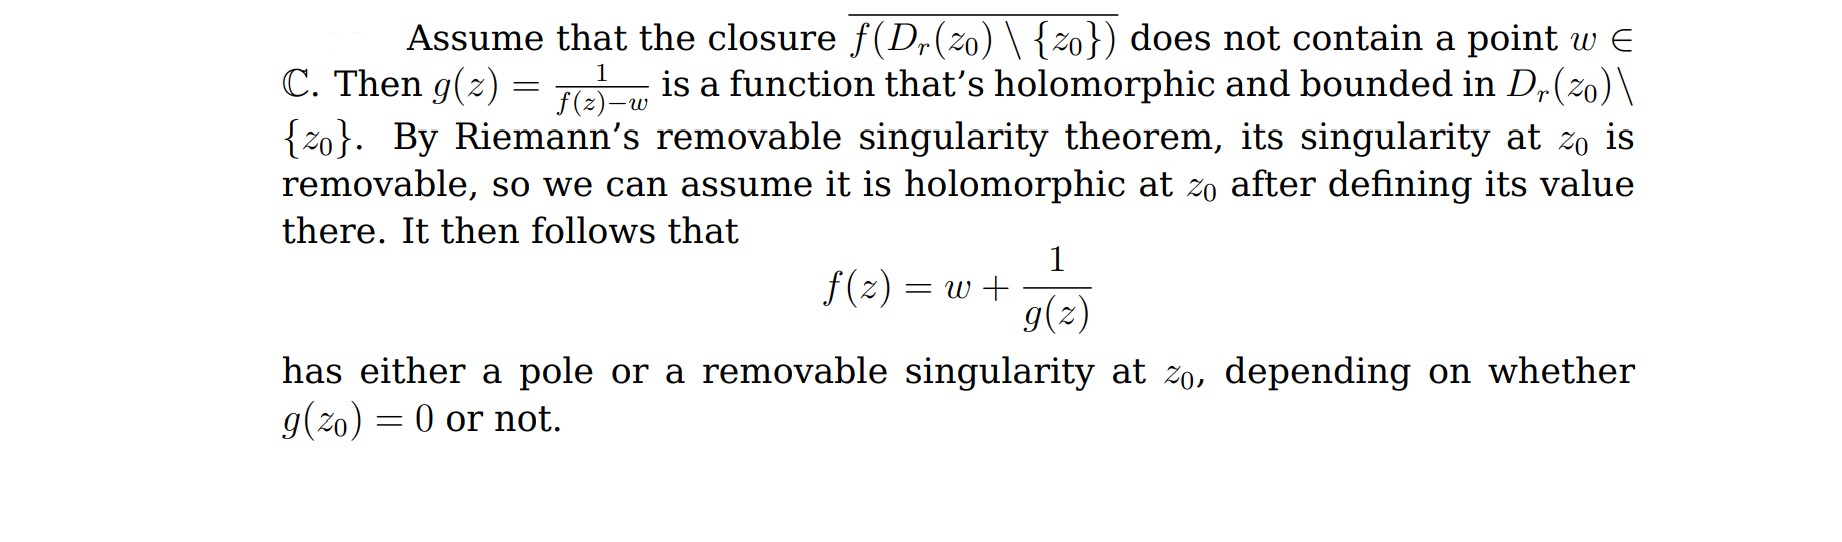 Assume that the closure $\overline{f(D_r(z_0) \setminus \{z_0\})}$ does not contain a point $w \in$
$\mathbb{C}$. Then $g(z) = \frac{1}{f(z)-w}$ is a function that's holomorphic and bounded in $D_r(z_0) \setminus$
$\{z_0\}$. By Riemann's removable singularity theorem, its singularity at $z_0$ is
removable, so we can assume it is holomorphic at $z_0$ after defining its value
there. It then follows that
$f(z) = w + \frac{1}{g(z)}$
has either a pole or a removable singularity at $z_0$, depending on whether
$g(z_0) = 0$ or not.